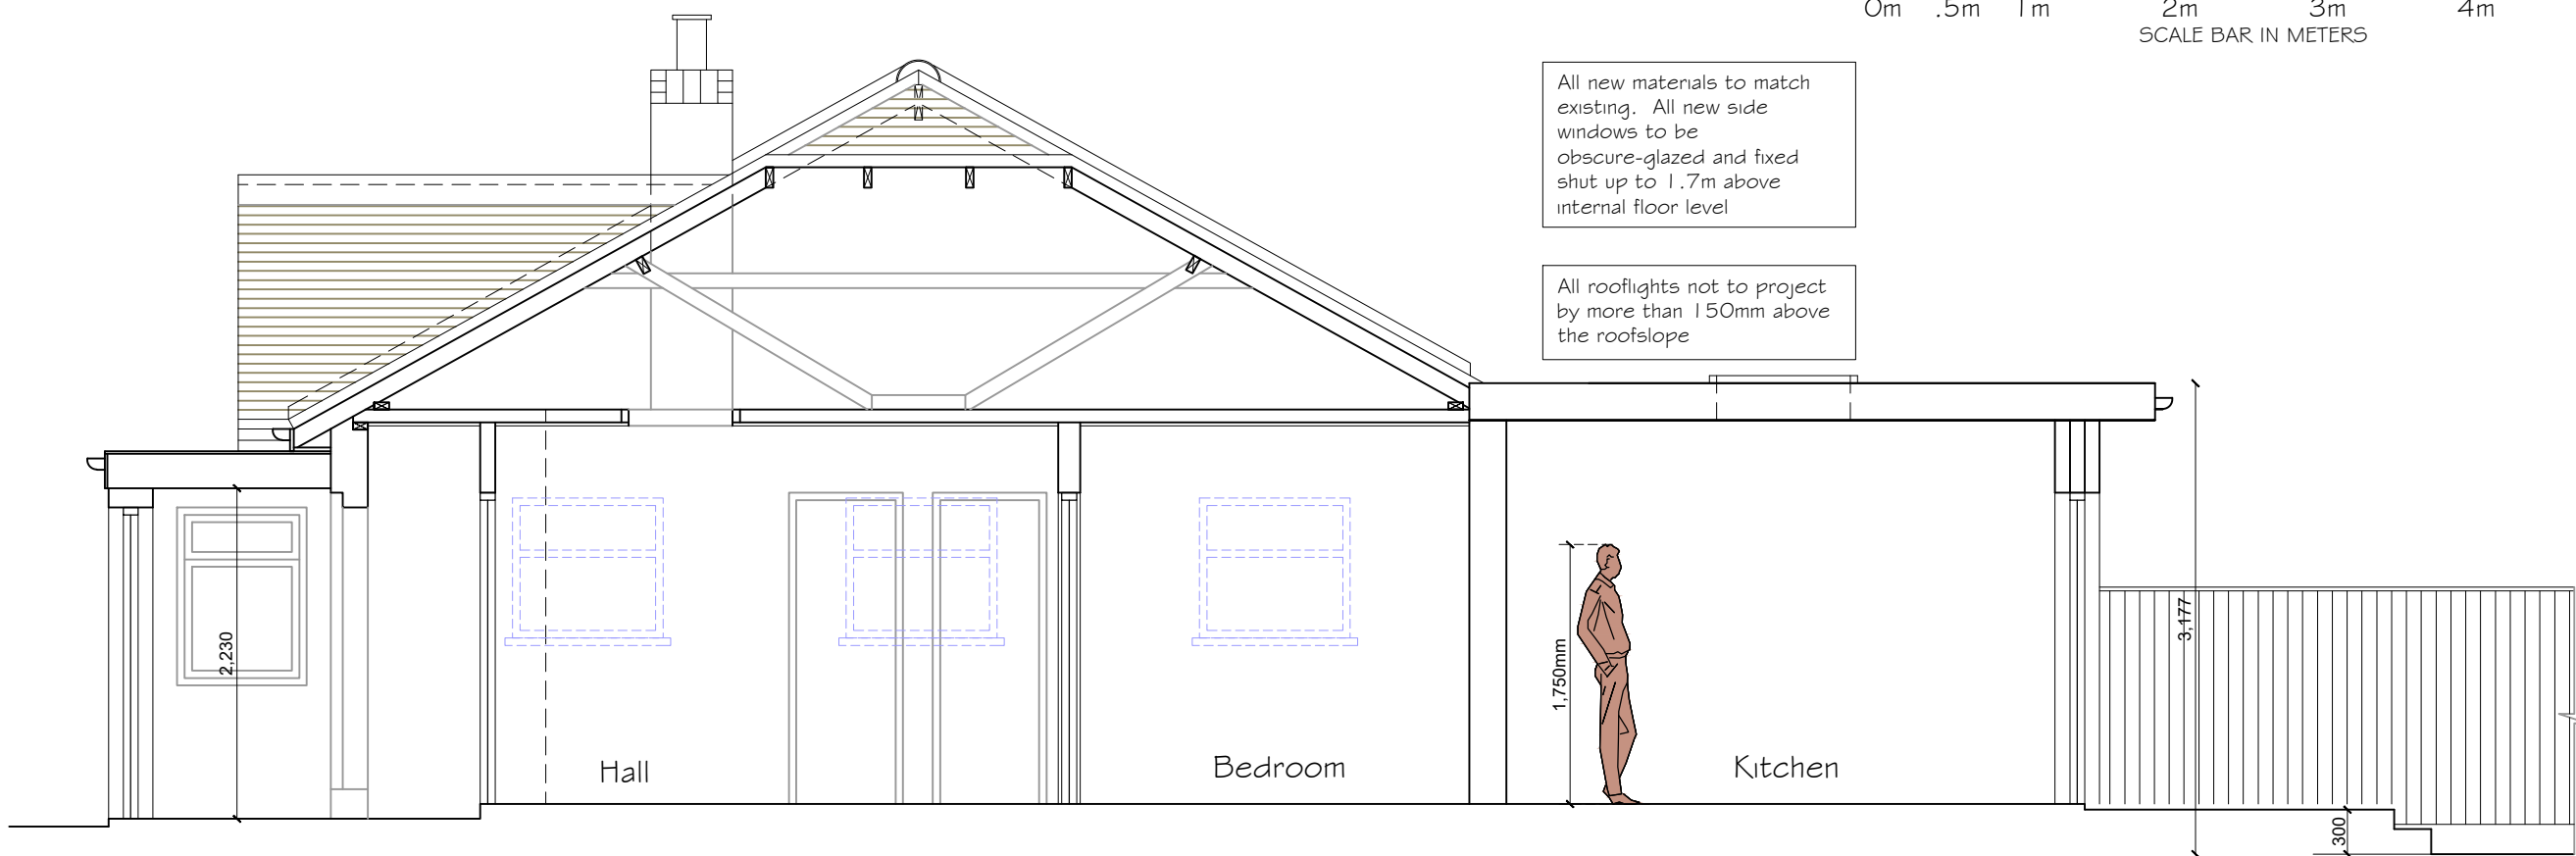 0m .5m 1m 2m 3m 4m
SCALE BAR IN METERS
All new materials to match
existing. All new side
windows to be
obscure-glazed and fixed
shut up to 1.7m above
internal floor level
All rooflights not to project
by more than 150mm above
the roofslope
2,230
1,750mm
3,177
300
Hall
Bedroom
Kitchen